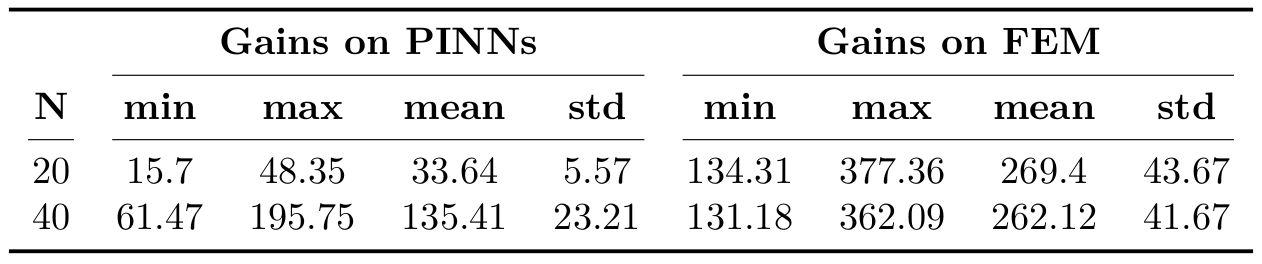 Gains on PINNs Gains on FEM
N min max mean std min max mean std
20 15.7 48.35 33.64 5.57 134.31 377.36 269.4 43.67
40 61.47 195.75 135.41 23.21 131.18 362.09 262.12 41.67